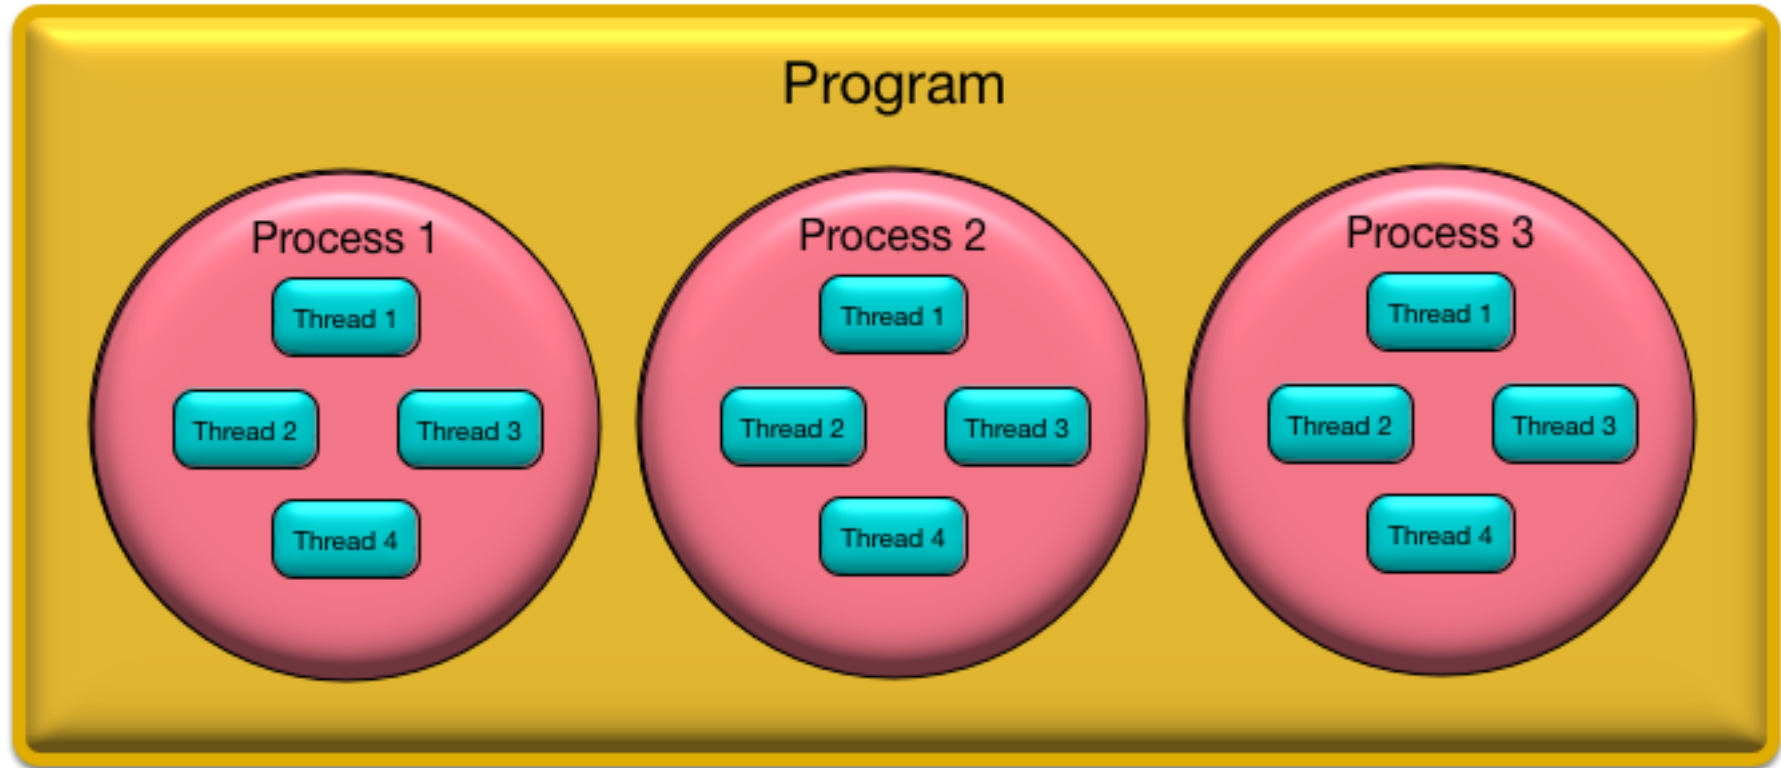 Program
Process 1
Thread 1
Thread 2
Thread 3
Thread 4
Process 2
Thread 1
Thread 2
Thread 3
Thread 4
Process 3
Thread 1
Thread 2
Thread 3
Thread 4